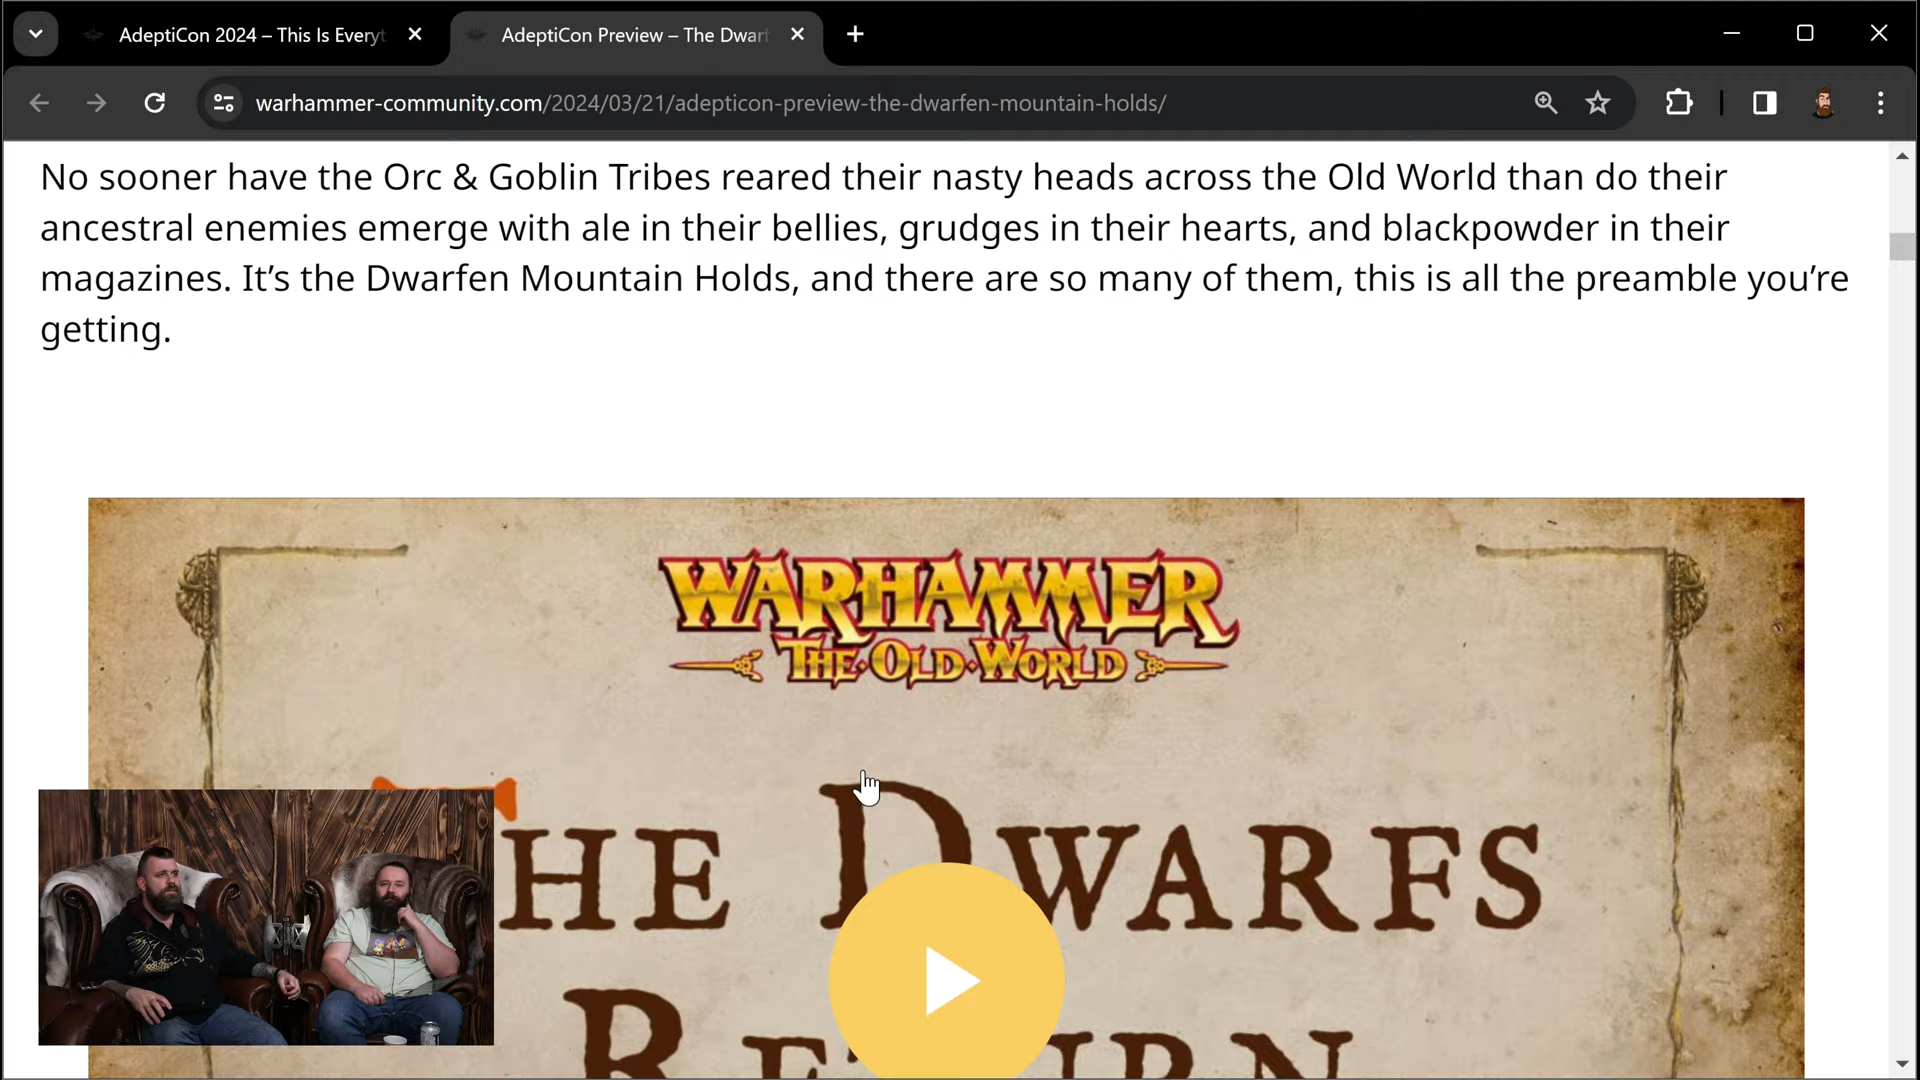 AdeptiCon 2024 – This Is Everyt
AdeptiCon Preview – The Dwarf
warhammer-community.com/2024/03/21/adepticon-preview-the-dwarfen-mountain-holds/
No sooner have the Orc & Goblin Tribes reared their nasty heads across the Old World than do their
ancestral enemies emerge with ale in their bellies, grudges in their hearts, and blackpowder in their
magazines. It’s the Dwarfen Mountain Holds, and there are so many of them, this is all the preamble you’re
getting.
WARHAMMER
THE•OLD•WORLD
THE DWARFS
RETURN